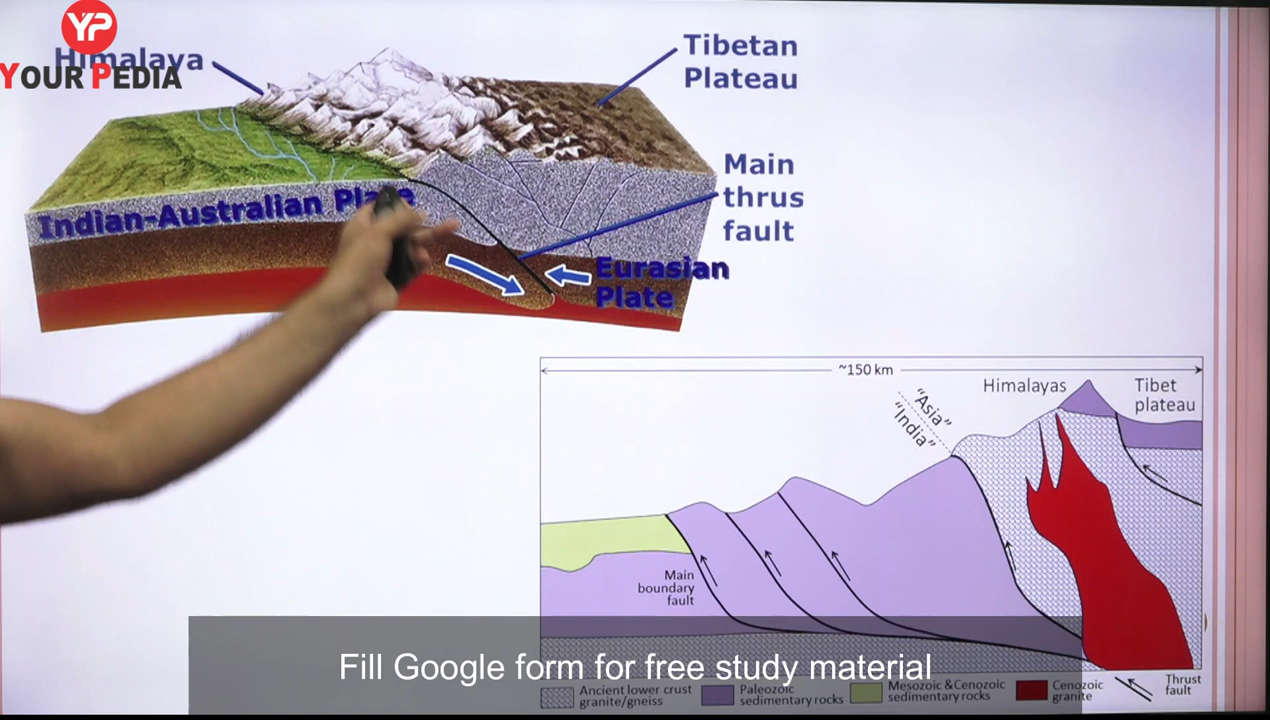 YP
YOUR PEDIA
Himalaya
Tibetan
Plateau
Main
thrus
fault
Indian-Australian Plate
Eurasian
Plate
~150 km
"Asia"
"India"
Himalayas
Tibet
plateau
Main
boundary
fault
Fill Google form for free study material
Ancient lower crust
granite/gneiss
Paleozoic
sedimentary rocks
Mesozoic & Cenozoic
sedimentary rocks
Cenozoic
granite
Thrust
fault